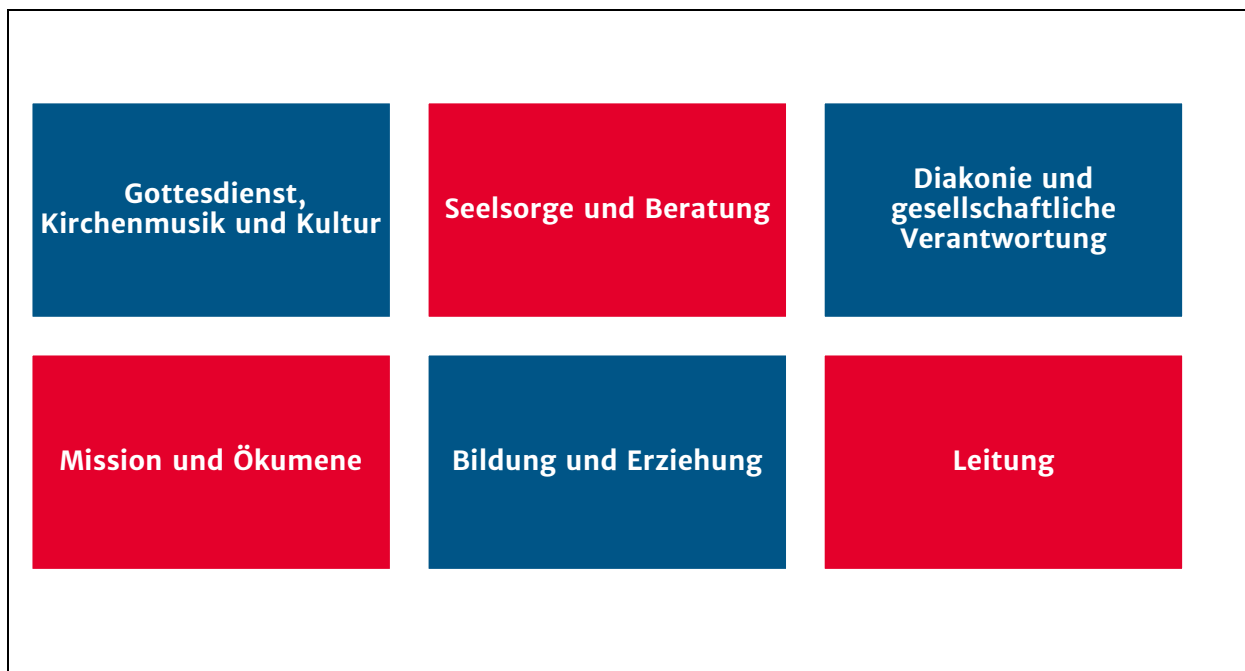 Gottesdienst,
Kirchenmusik und Kultur
Seelsorge und Beratung
Diakonie und
gesellschaftliche
Verantwortung
Mission und Ökumene
Bildung und Erziehung
Leitung